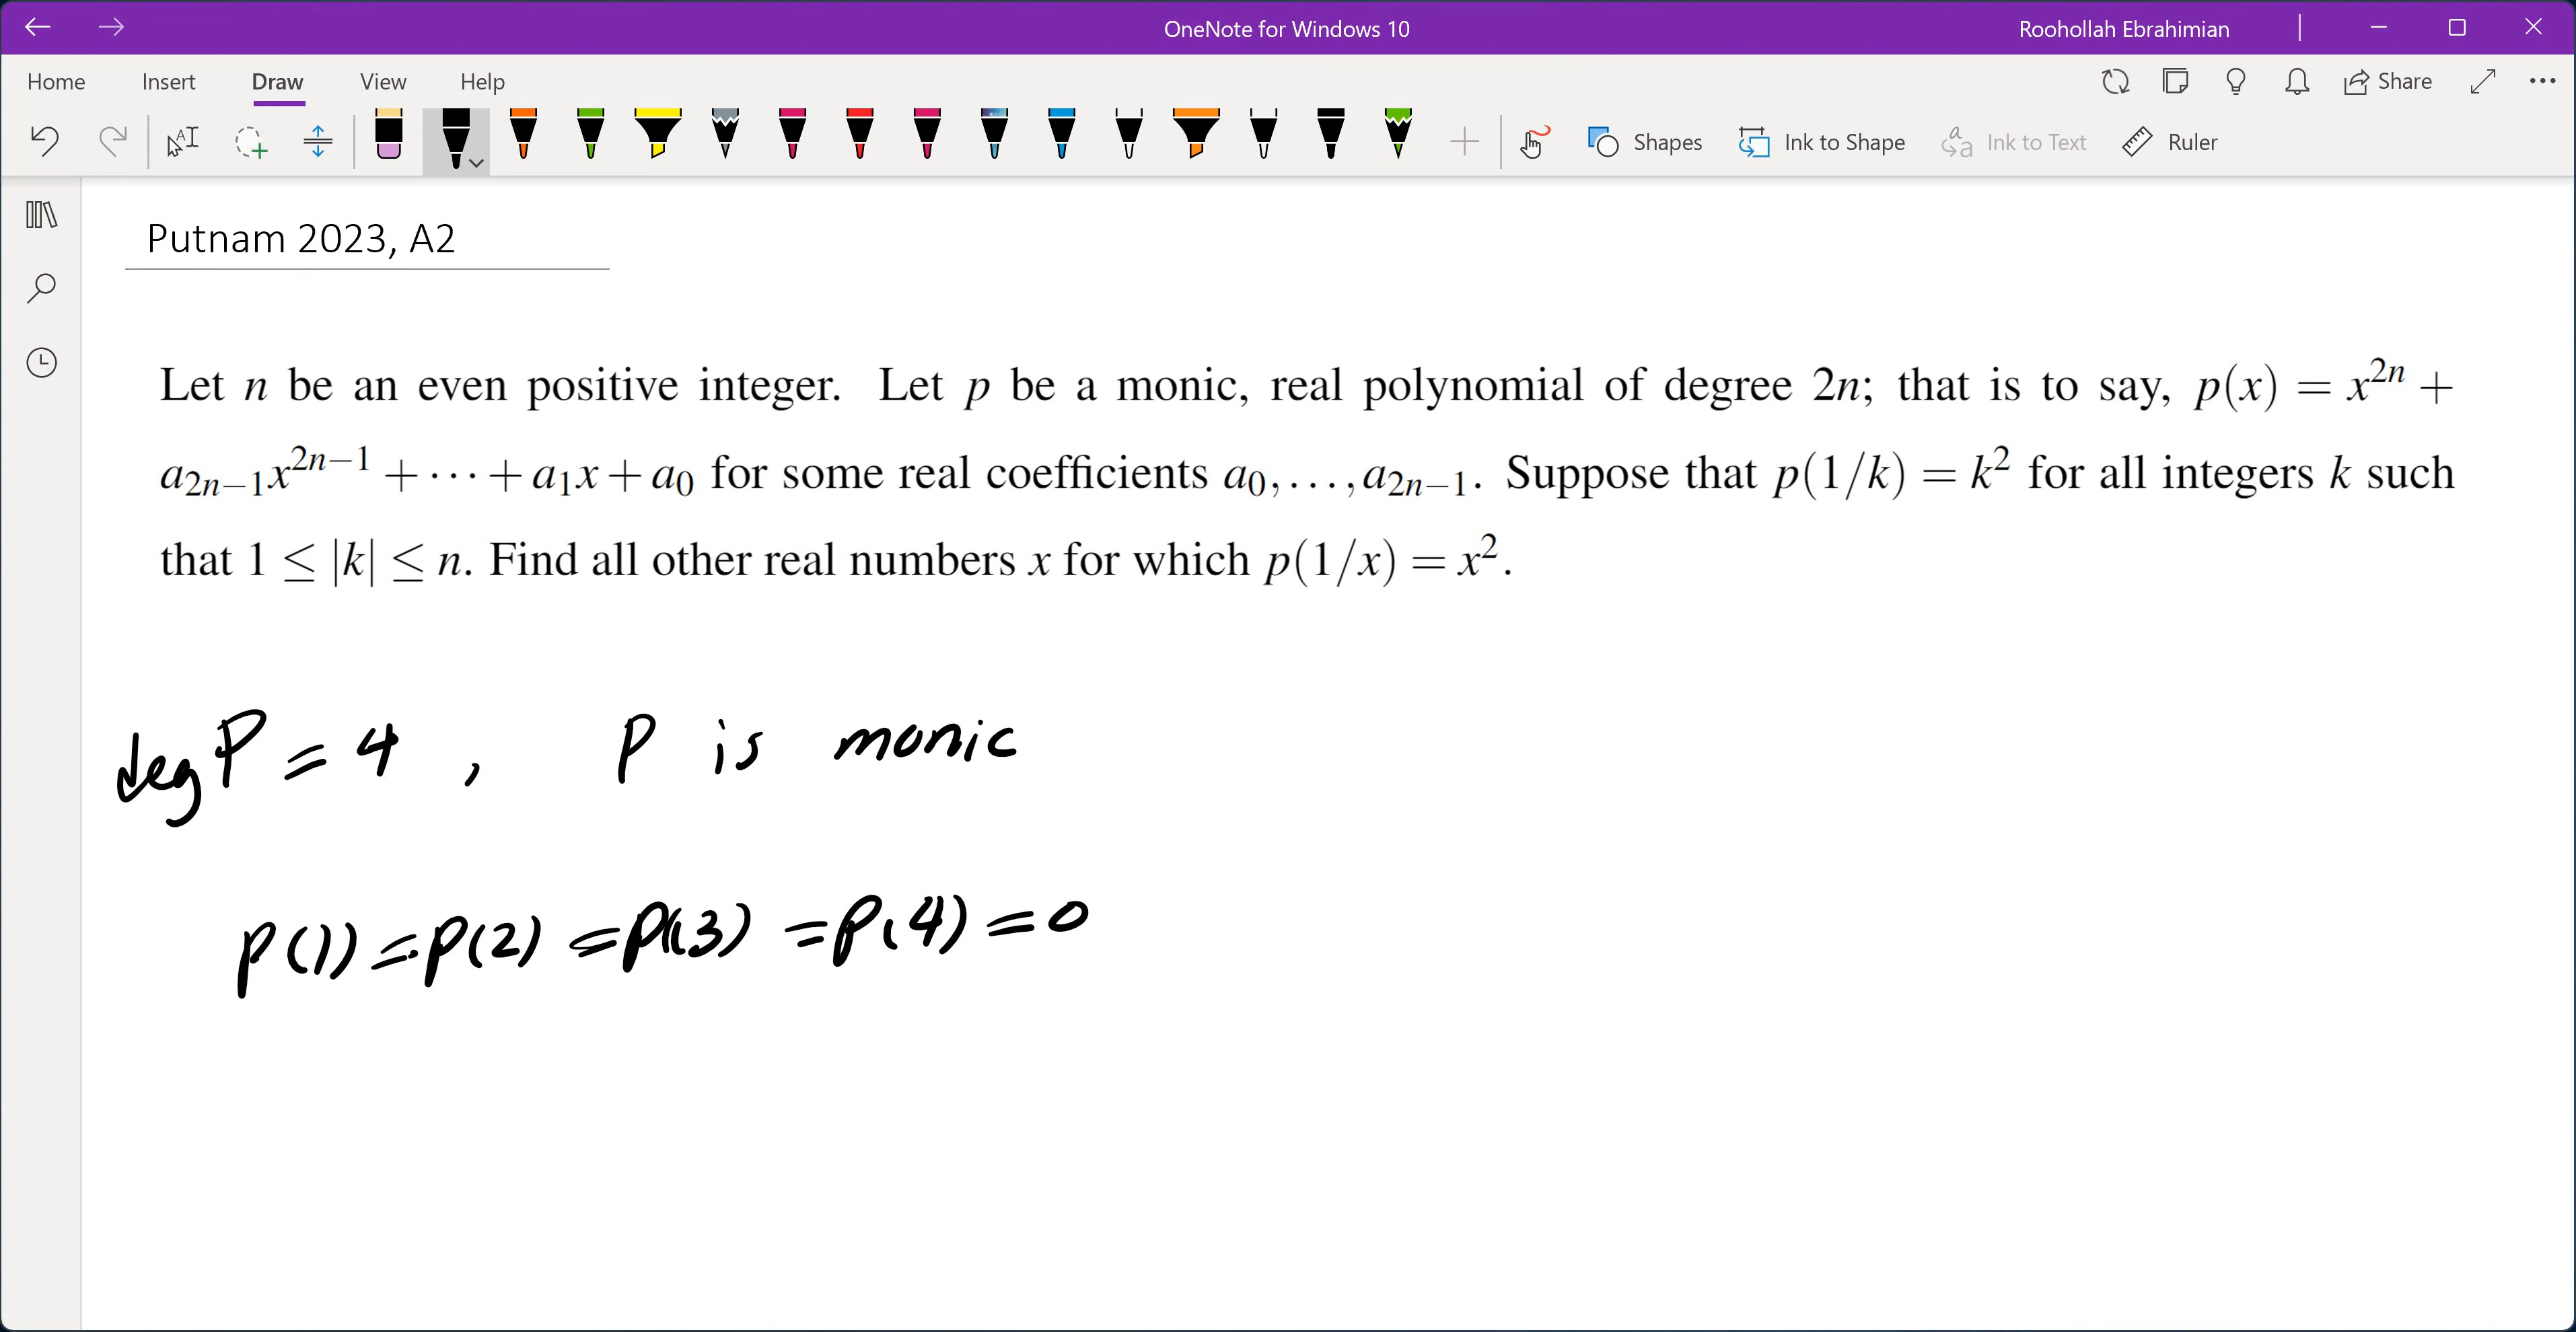 OneNote for Windows 10
Roohollah Ebrahimian
Home Insert Draw View Help
Share
Shapes Ink to Shape Ink to Text Ruler
Putnam 2023, A2
Let n be an even positive integer. Let p be a monic, real polynomial of degree 2n; that is to say, p(x) = x^{2n} +
a_{2n−1}x^{2n−1} + ⋯ + a_1x + a_0 for some real coefficients a_0, …, a_{2n−1}. Suppose that p(1/k) = k^2 for all integers k such
that 1 ≤ |k| ≤ n. Find all other real numbers x for which p(1/x) = x^2.
deg P = 4 , P is monic
P(1) = P(2) = P(3) = P(4) = 0